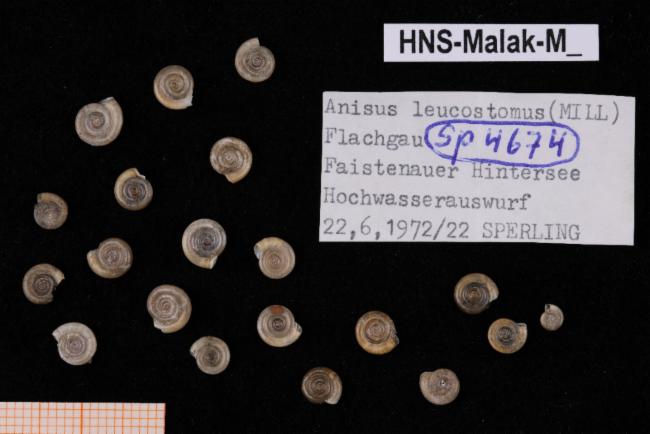 HNS-Malak-M_
Anisus leucostomus(MILL)
Flachgau Sp 4674
Faistenauer Hintersee
Hochwasserauswurf
22,6,1972/22 SPERLING